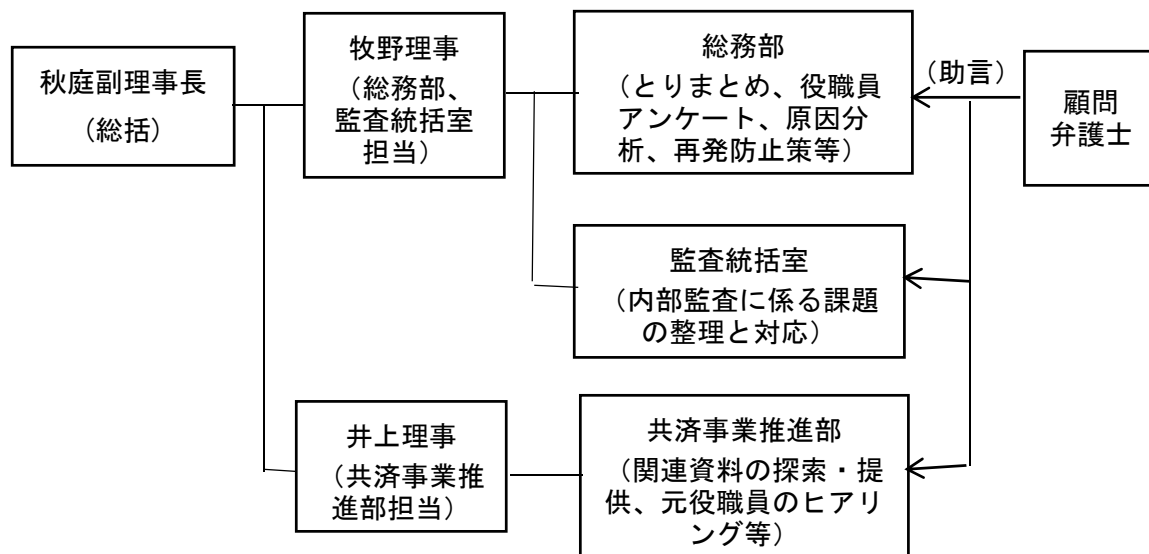 秋庭副理事長
（総括）
牧野理事
（総務部、
監査統括室
担当）
総務部
（とりまとめ、役職員
アンケート、原因分
析、再発防止策等）
（助言）
顧問
弁護士
監査統括室
（内部監査に係る課題
の整理と対応）
井上理事
（共済事業推
進部担当）
共済事業推進部
（関連資料の探索・提
供、元役職員のヒアリ
ング等）